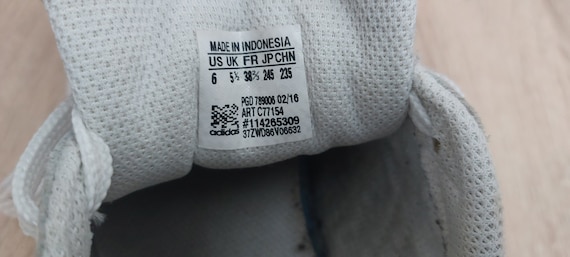 MADE IN INDONESIA
US UK FR JP CHN
6 5½ 38⅔ 245 235
PGD 789006 02/16
ART C77154
#114265309
adidas 37ZWD86V06632